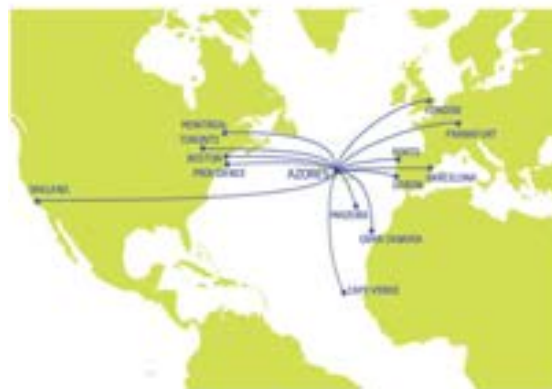 MONTREAL
TORONTO
BOSTON
PROVIDENCE
OAKLAND
AZORES
LONDON
FRANKFURT
PORTO
LISBON
BARCELONA
MADEIRA
GRAN CANARIA
CAPE VERDE